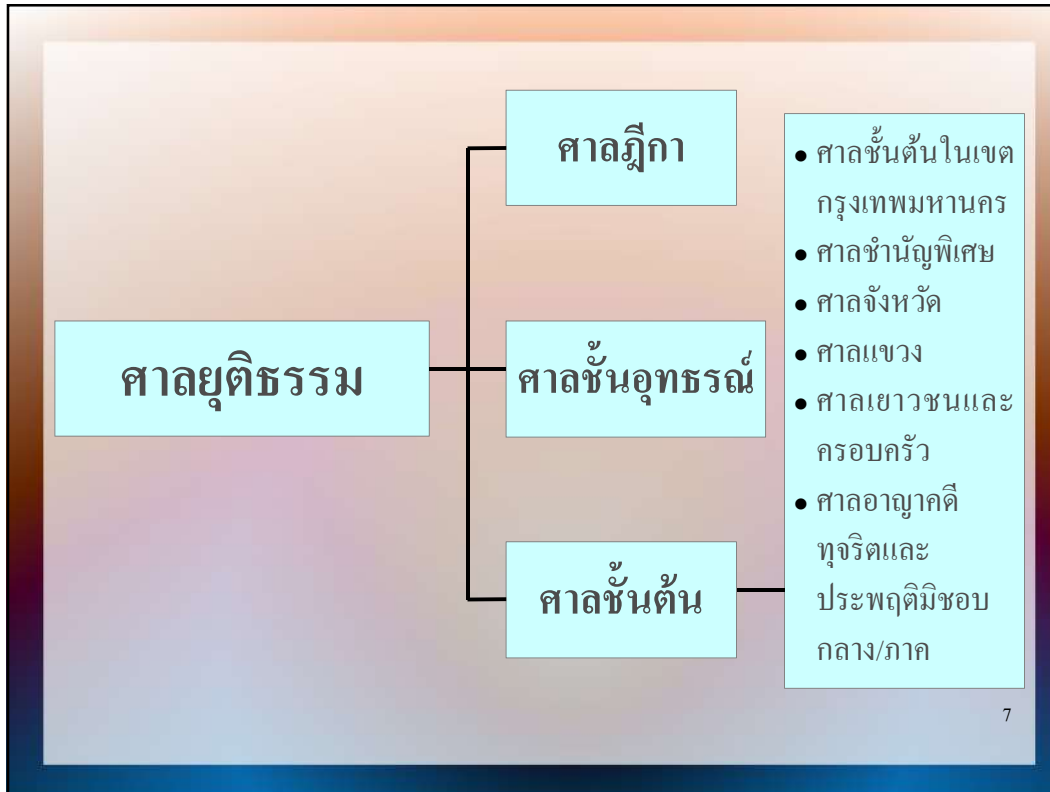 ศาลยุติธรรม
ศาลฎีกา
ศาลชั้นอุทธรณ์
ศาลชั้นต้น
● ศาลชั้นต้นในเขต
กรุงเทพมหานคร
● ศาลชำนัญพิเศษ
● ศาลจังหวัด
● ศาลแขวง
● ศาลเยาวชนและ
ครอบครัว
● ศาลอาญาคดี
ทุจริตและ
ประพฤติมิชอบ
กลาง/ภาค
7